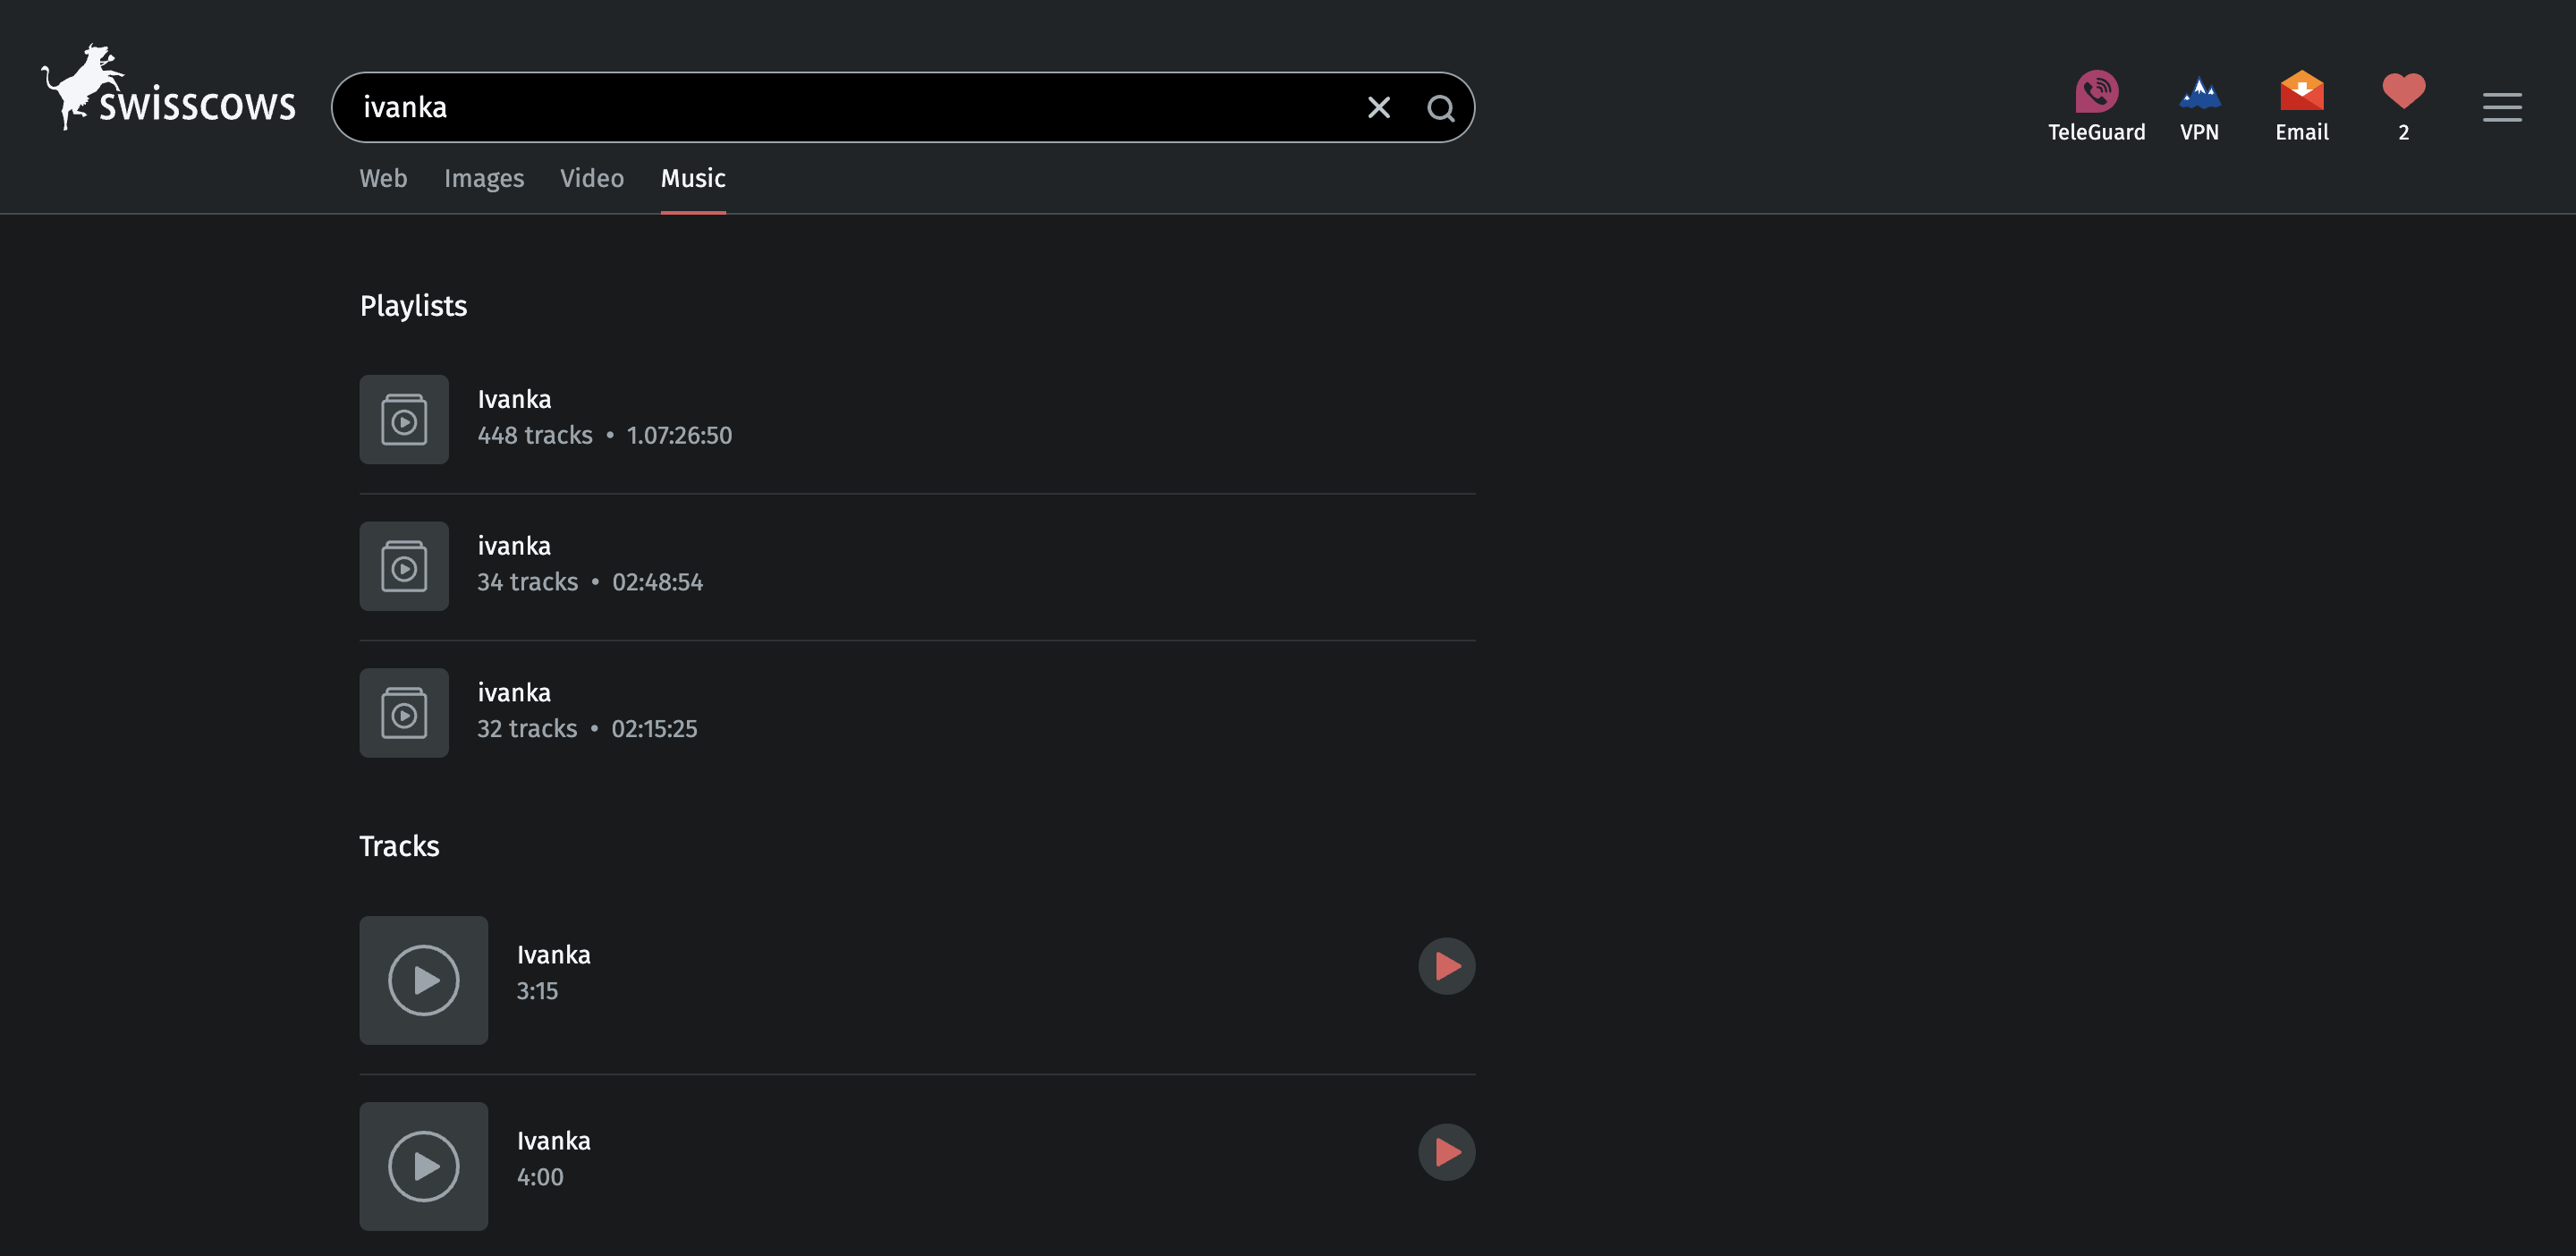 swisscows
ivanka
TeleGuard
VPN
Email
2
Web
Images
Video
Music
Playlists
Ivanka
448 tracks • 1.07:26:50
ivanka
34 tracks • 02:48:54
ivanka
32 tracks • 02:15:25
Tracks
Ivanka
3:15
Ivanka
4:00